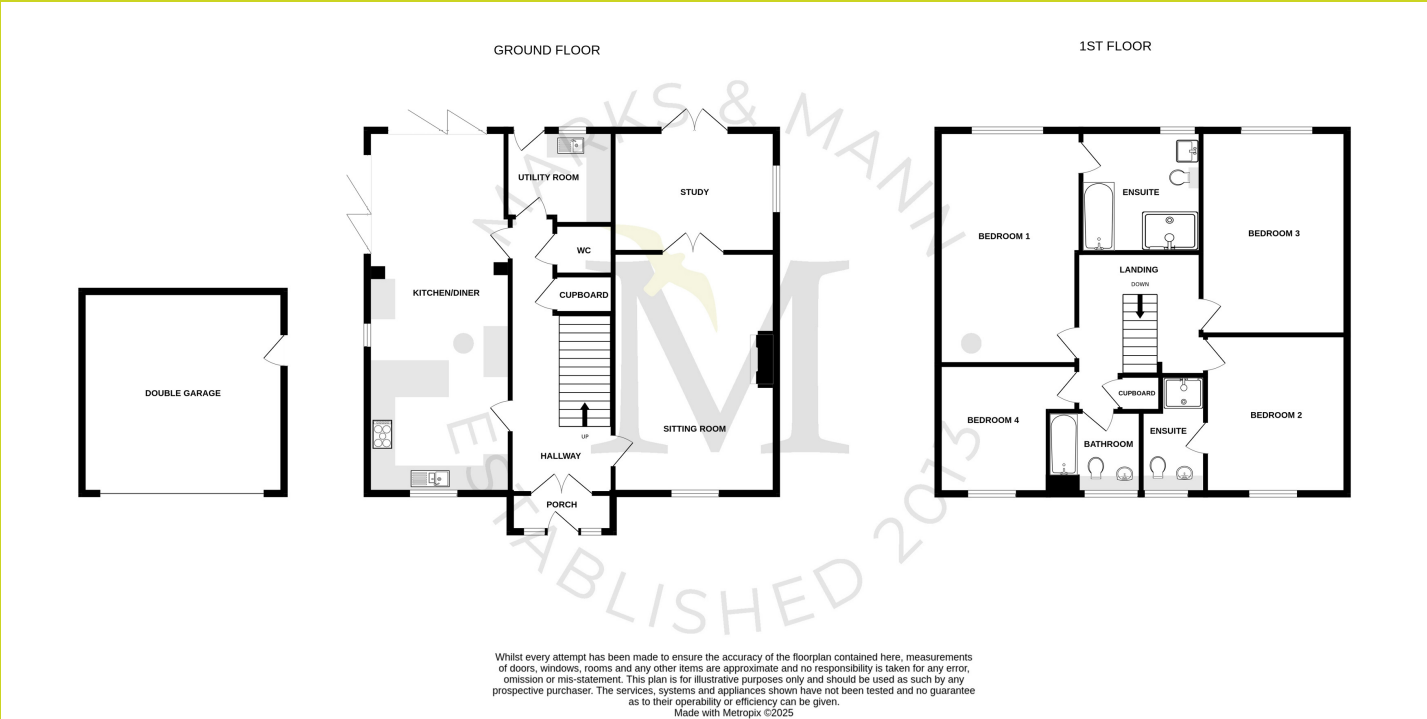 GROUND FLOOR
1ST FLOOR
MARKS & MANN
ESTABLISHED 2013
M
UTILITY ROOM
STUDY
WC
CUPBOARD
KITCHEN/DINER
DOUBLE GARAGE
SITTING ROOM
UP
HALLWAY
PORCH
ENSUITE
BEDROOM 1
BEDROOM 3
LANDING
DOWN
CUPBOARD
BEDROOM 4
BATHROOM
ENSUITE
BEDROOM 2
Whilst every attempt has been made to ensure the accuracy of the floorplan contained here, measurements
of doors, windows, rooms and any other items are approximate and no responsibility is taken for any error,
omission or mis-statement. This plan is for illustrative purposes only and should be used as such by any
prospective purchaser. The services, systems and appliances shown have not been tested and no guarantee
as to their operability or efficiency can be given.
Made with Metropix ©2025